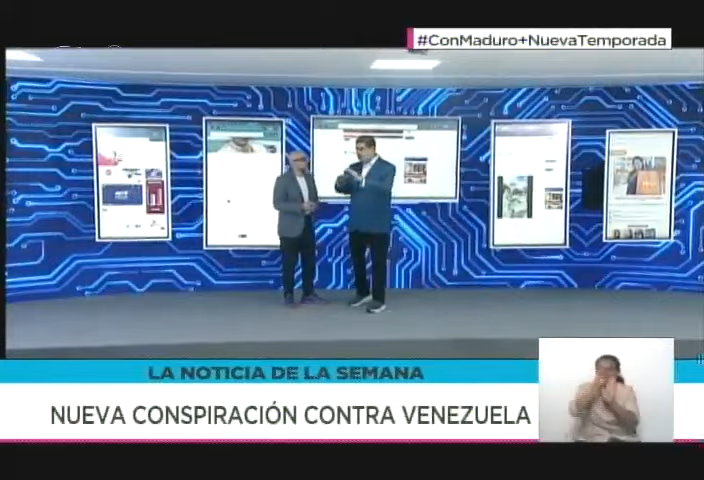 #ConMaduro+NuevaTemporada
LA NOTICIA DE LA SEMANA
NUEVA CONSPIRACIÓN CONTRA VENEZUELA